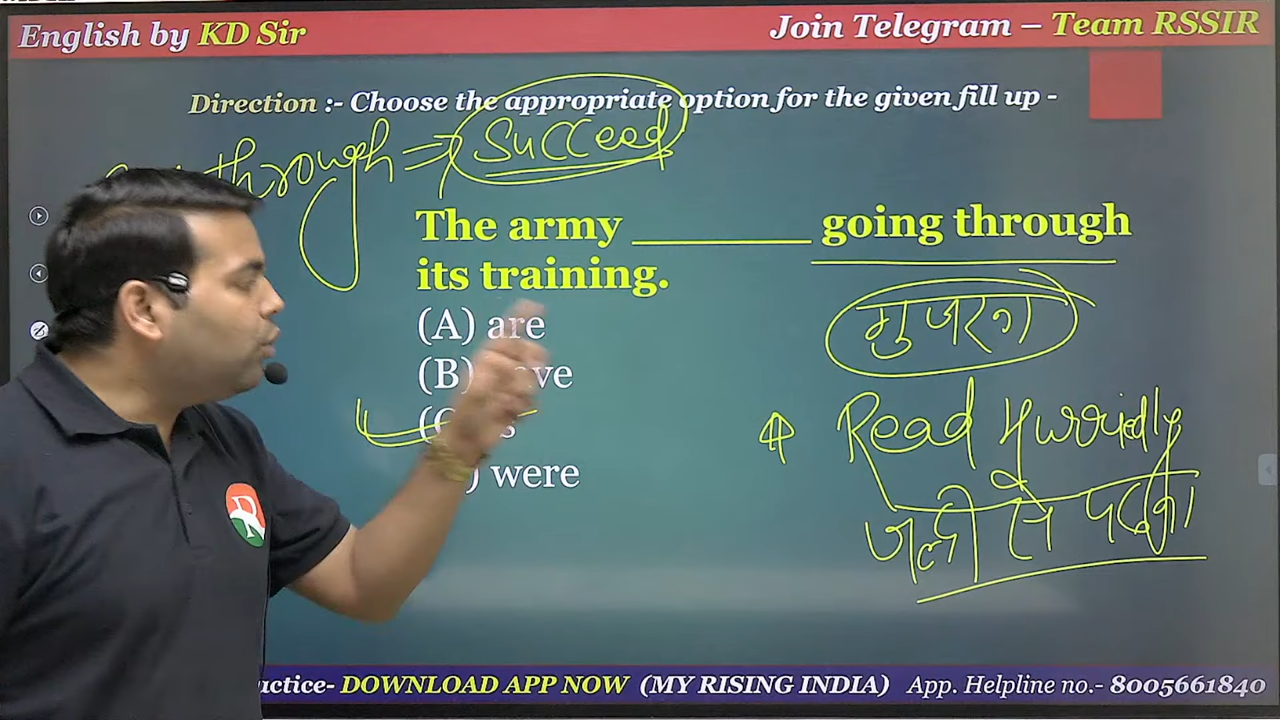 English by KD Sir
Join Telegram – Team RSSIR
Direction :- Choose the appropriate option for the given fill up -
through ⇒ Succeed
The army ________ going through
its training.
(A) are
(B)
(C)
) were
गुजरना
Read Hurriedly
जल्दी से पढ़ना
DOWNLOAD APP NOW (MY RISING INDIA) App. Helpline no.- 8005661840